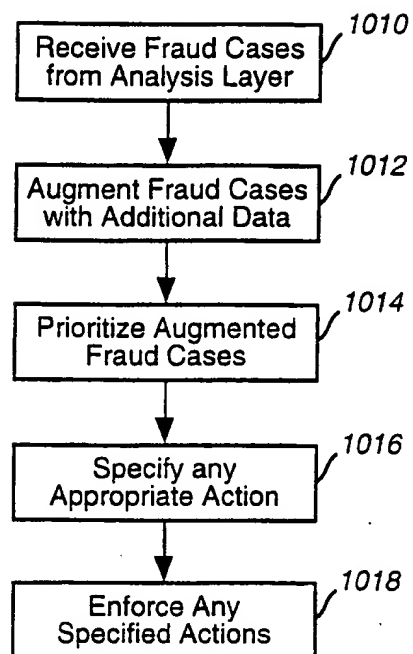 1010
Receive Fraud Cases
from Analysis Layer
1012
Augment Fraud Cases
with Additional Data
1014
Prioritize Augmented
Fraud Cases
1016
Specify any
Appropriate Action
1018
Enforce Any
Specified Actions